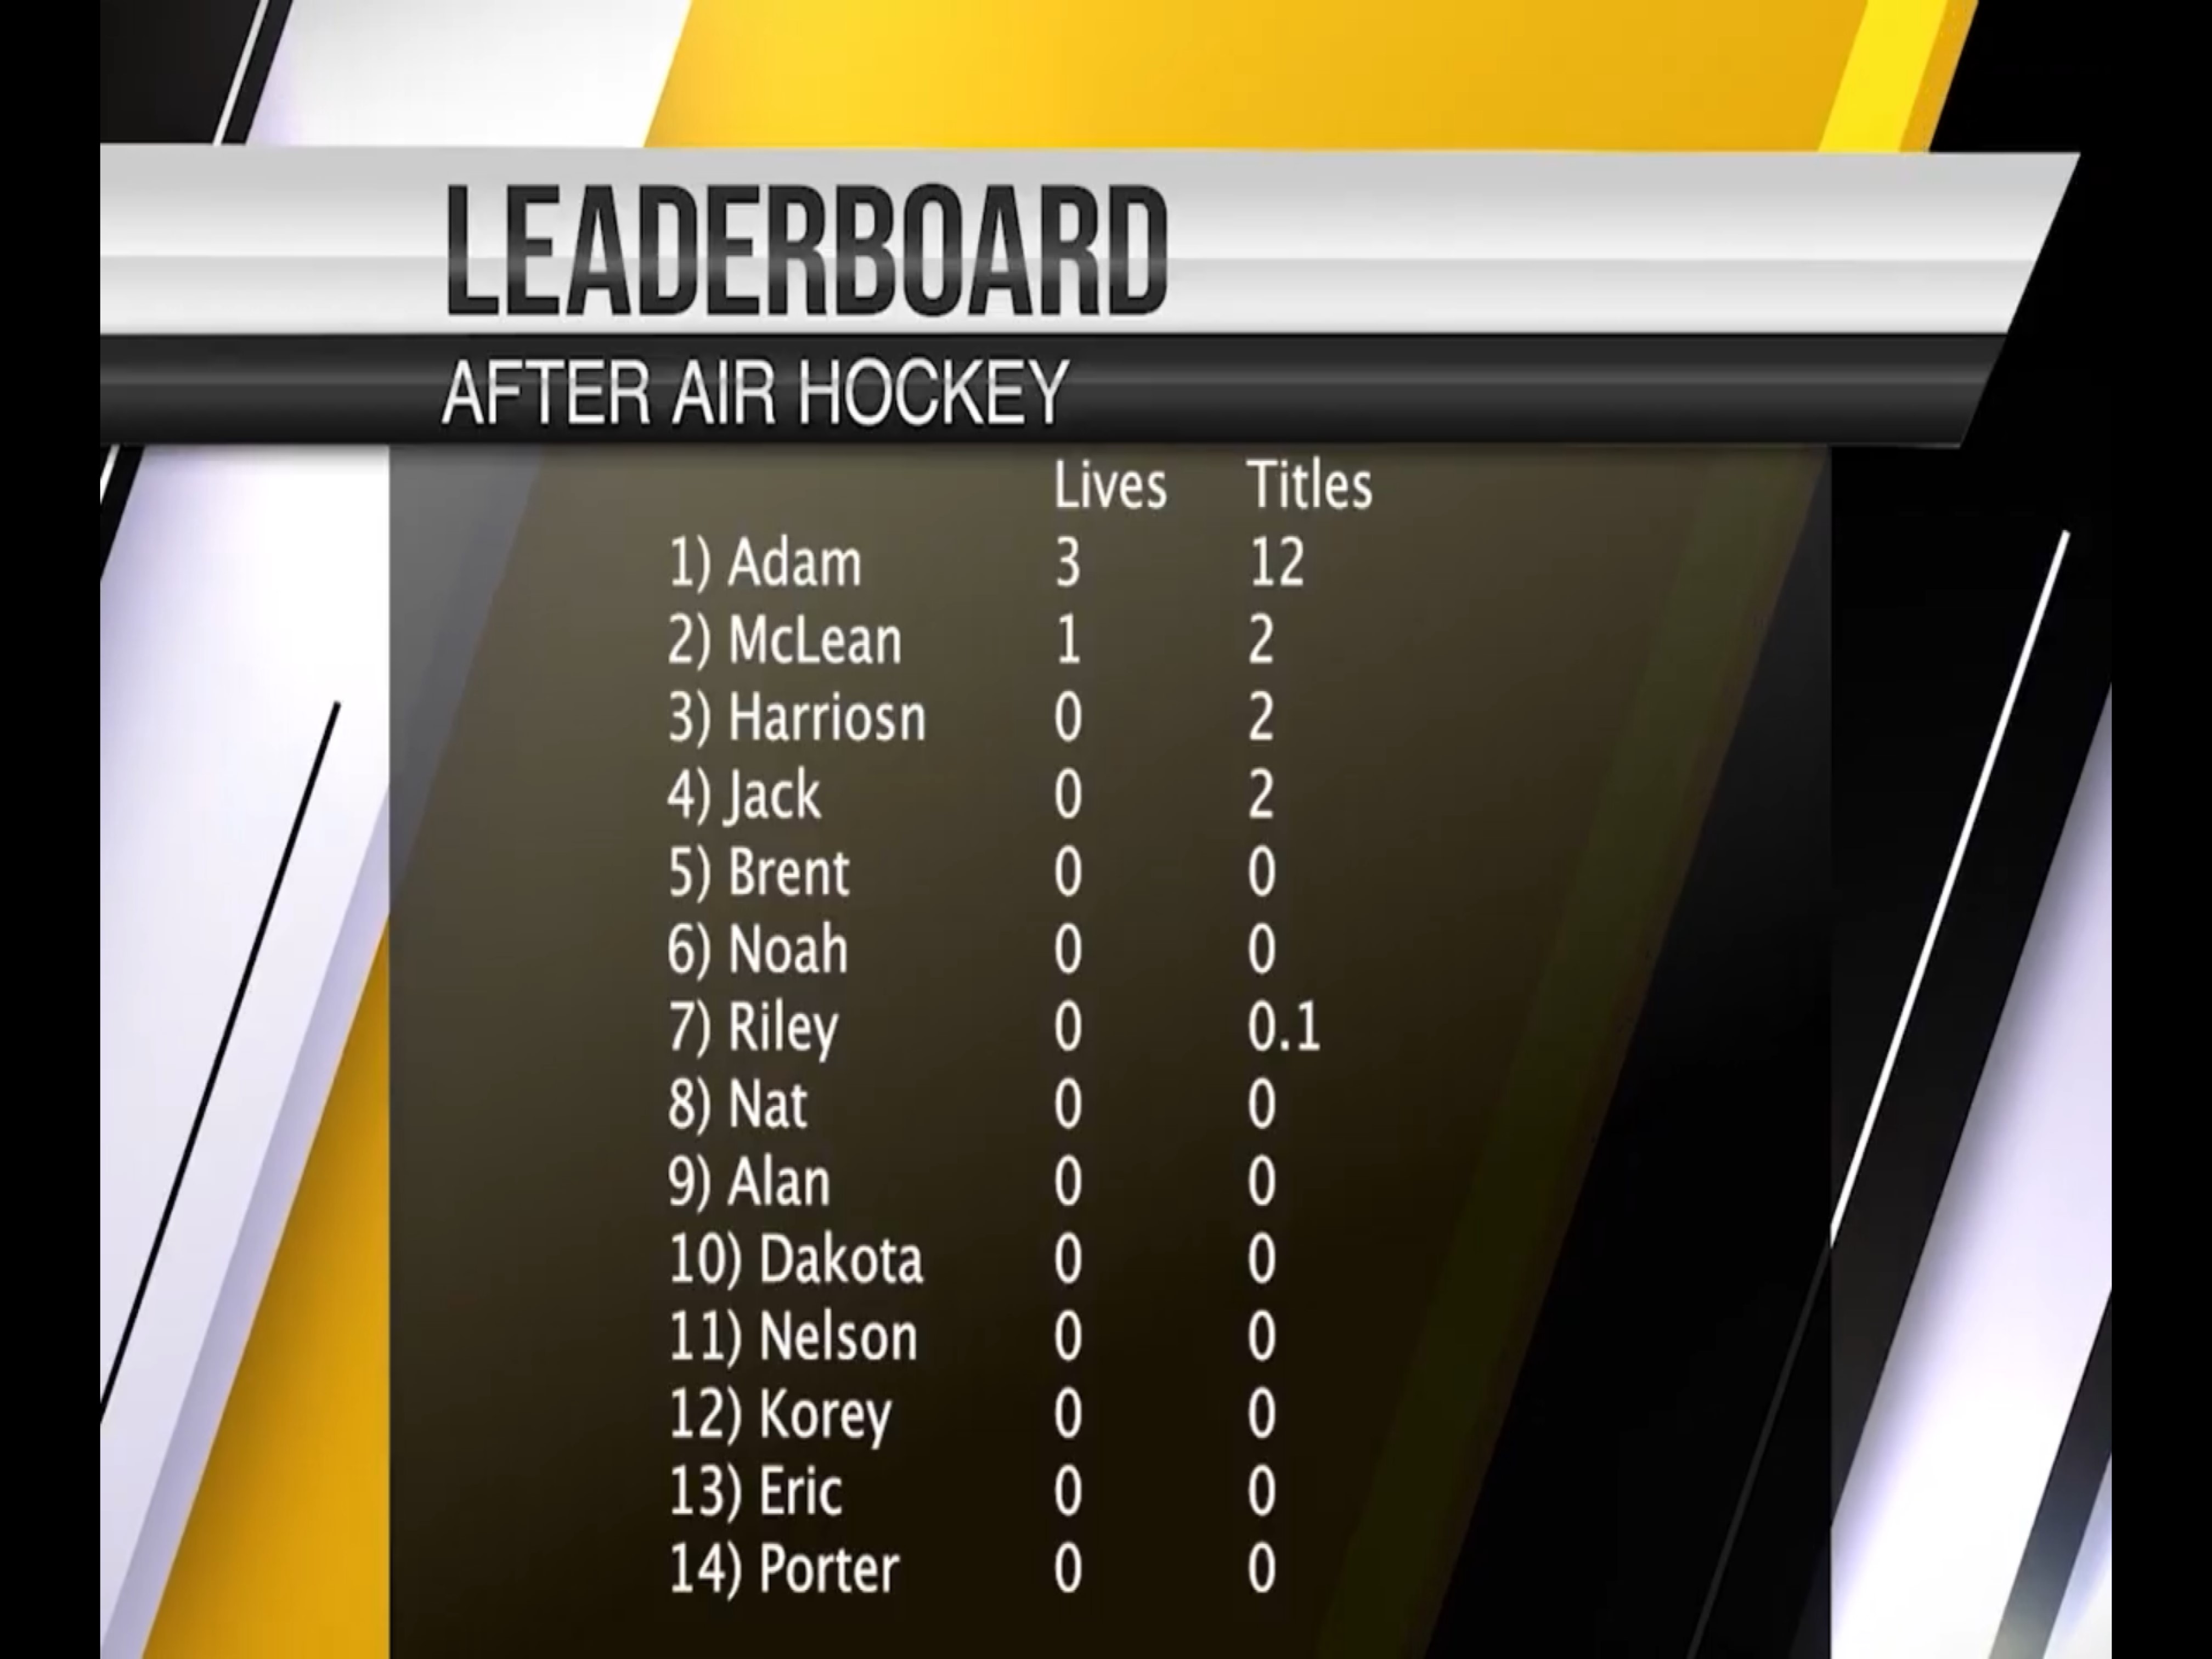 LEADERBOARD
AFTER AIR HOCKEY
Lives Titles
1) Adam 3 12
2) McLean 1 2
3) Harriosn 0 2
4) Jack 0 2
5) Brent 0 0
6) Noah 0 0
7) Riley 0 0.1
8) Nat 0 0
9) Alan 0 0
10) Dakota 0 0
11) Nelson 0 0
12) Korey 0 0
13) Eric 0 0
14) Porter 0 0